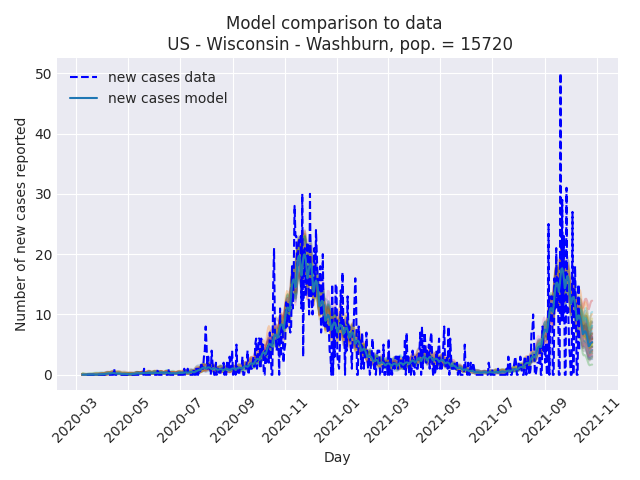 Model comparison to data
US - Wisconsin - Washburn, pop. = 15720
new cases data
new cases model
Number of new cases reported
50
40
30
20
10
0
2020-03
2020-05
2020-07
2020-09
2020-11
2021-01
2021-03
2021-05
2021-07
2021-09
2021-11
Day